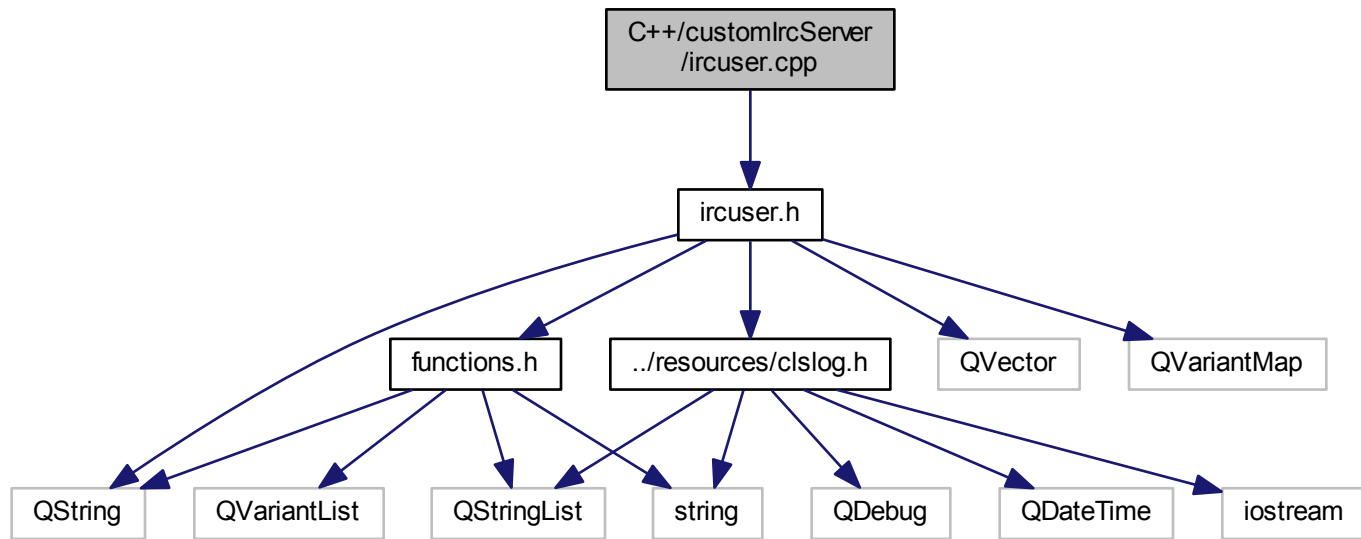 C++/customIrcServer
/ircuser.cpp
ircuser.h
functions.h
../resources/clslog.h
QVector
QVariantMap
QString
QVariantList
QStringList
string
QDebug
QDateTime
iostream